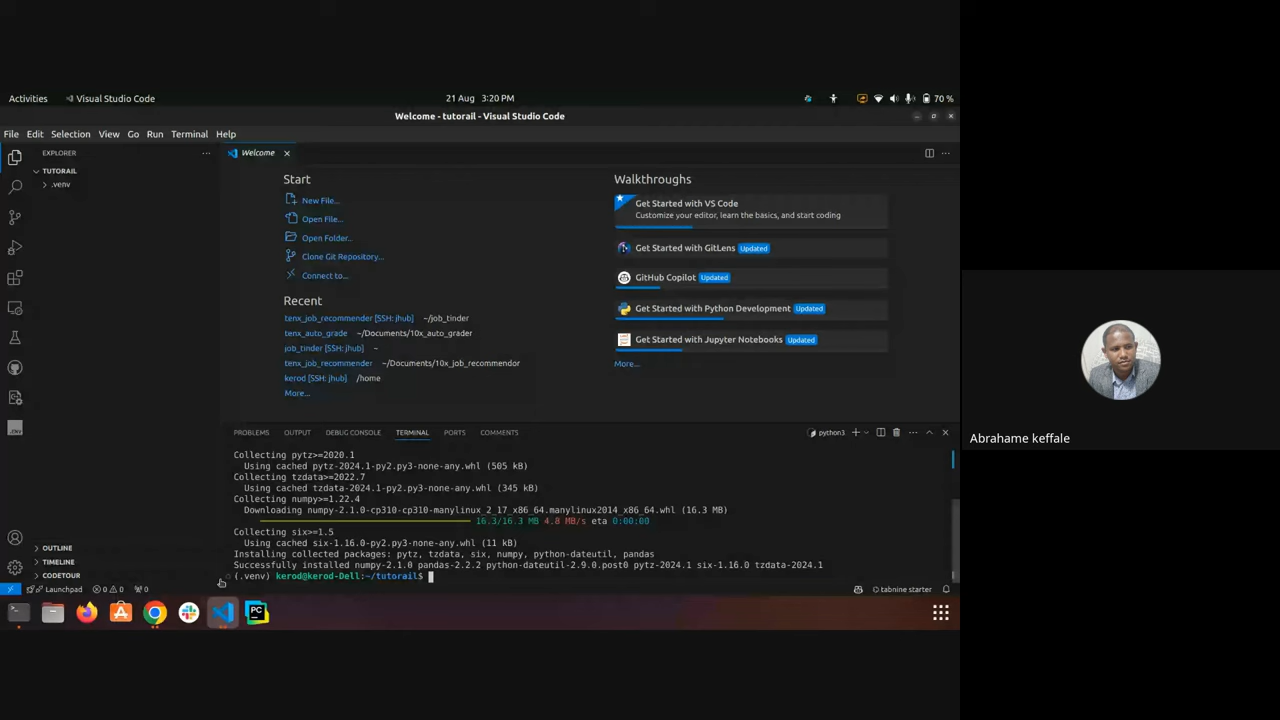 Activities
Visual Studio Code
21 Aug 3:20 PM
70 %
Welcome - tutorail - Visual Studio Code
File Edit Selection View Go Run Terminal Help
EXPLORER
TUTORAIL
.venv
Welcome
Start
New File...
Open File...
Open Folder...
Clone Git Repository...
Connect to...
Recent
tenx_job_recommender [SSH: jhub] ~/job_tinder
tenx_auto_grade ~/Documents/10x_auto_grader
job_tinder [SSH: jhub] ~
tenx_job_recommender ~/Documents/10x_job_recommendor
kerod [SSH: jhub] /home
More...
Walkthroughs
Get Started with VS Code
Customize your editor, learn the basics, and start coding
Get Started with GitLens Updated
GitHub Copilot Updated
Get Started with Python Development Updated
Get Started with Jupyter Notebooks Updated
More...
PROBLEMS OUTPUT DEBUG CONSOLE TERMINAL PORTS COMMENTS
python3
Collecting pytz>=2020.1
Using cached pytz-2024.1-py2.py3-none-any.whl (505 kB)
Collecting tzdata>=2022.7
Using cached tzdata-2024.1-py2.py3-none-any.whl (345 kB)
Collecting numpy>=1.22.4
Downloading numpy-2.1.0-cp310-cp310-manylinux_2_17_x86_64.manylinux2014_x86_64.whl (16.3 MB)
16.3/16.3 MB 4.8 MB/s eta 0:00:00
Collecting six>=1.5
Using cached six-1.16.0-py2.py3-none-any.whl (11 kB)
Installing collected packages: pytz, tzdata, six, numpy, python-dateutil, pandas
Successfully installed numpy-2.1.0 pandas-2.2.2 python-dateutil-2.9.0.post0 pytz-2024.1 six-1.16.0 tzdata-2024.1
(.venv) kerod@kerod-Dell:~/tutorail$
OUTLINE
TIMELINE
CODETOUR
Launchpad 0 0 0
tabnine starter
PC
Abrahame keffale